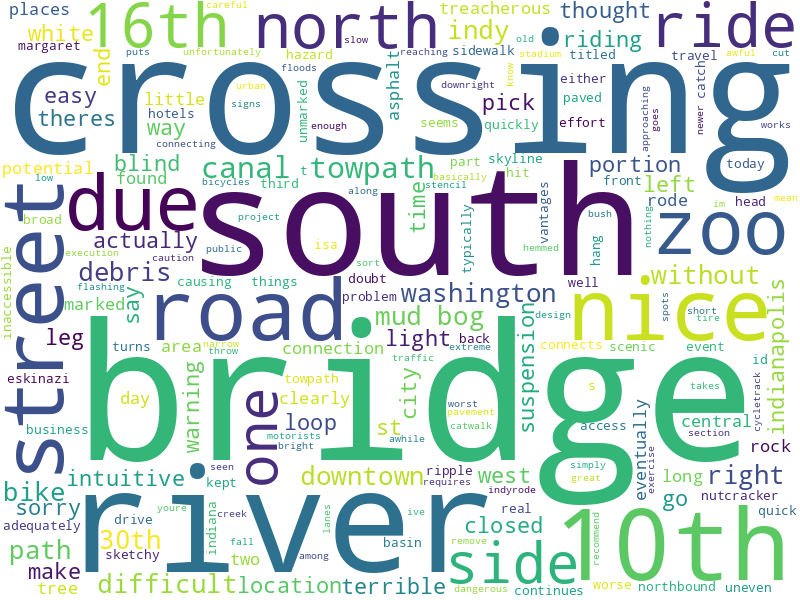 places
16th
north
ride
treacherous
thought
careful
old
white
margaret
ripple
unfortunately
slow
reaching
awful
cut
crossing
end
hazard
floods
indy
sidewalk
riding
titled
travel
stadium
know
easy
theres
little
hotels
connecting
urban
signs
way
unmarked
enough
downright
asphalt
seems
pick
quickly
either
paved
effort
newer
catch
approaching
goes
works
potential
low
blind
found
canal
bicycles
t
third
towpath
basically
part
stencil
skyline
hit
typically
portion
front
left
rode
today
head
mean
im
street
inaccessible
broad
execution
due
actually
debris
flashing
marked
project
public
caution
causing
things
south
isa
sort
along
time
hemmed
vantages
bush
hang
doubt
nothing
zoo
without
well
design
spots
short
tire
indianapolis
road
narrow
throw
problem
washington
mud bog
light
back
extreme
traffic
connection
nice
connects
scenic
event
id
cycletrack
leg
say
turns
area
eskinazi
day
warning
business
clearly
towpath
loop
motorists
bright
bridge
st
city
worst
pavement
catwalk
awhile
suspension
s
access
takes
central
section
eventually
exercise
rock
simply
great
one
intuitive
kept
seen
downtown
requires
west
indyrode
long
right
go
nutcracker
bike
sorry
adequately
drive
sketchy
youre
creek
indiana
lanes
ive
fall
two
among
river
basin
real
closed
10th
recommend
quick
path
30th
make
tree
difficult
location
terrible
remove
dangerous
side
continues
worse
northbound
uneven